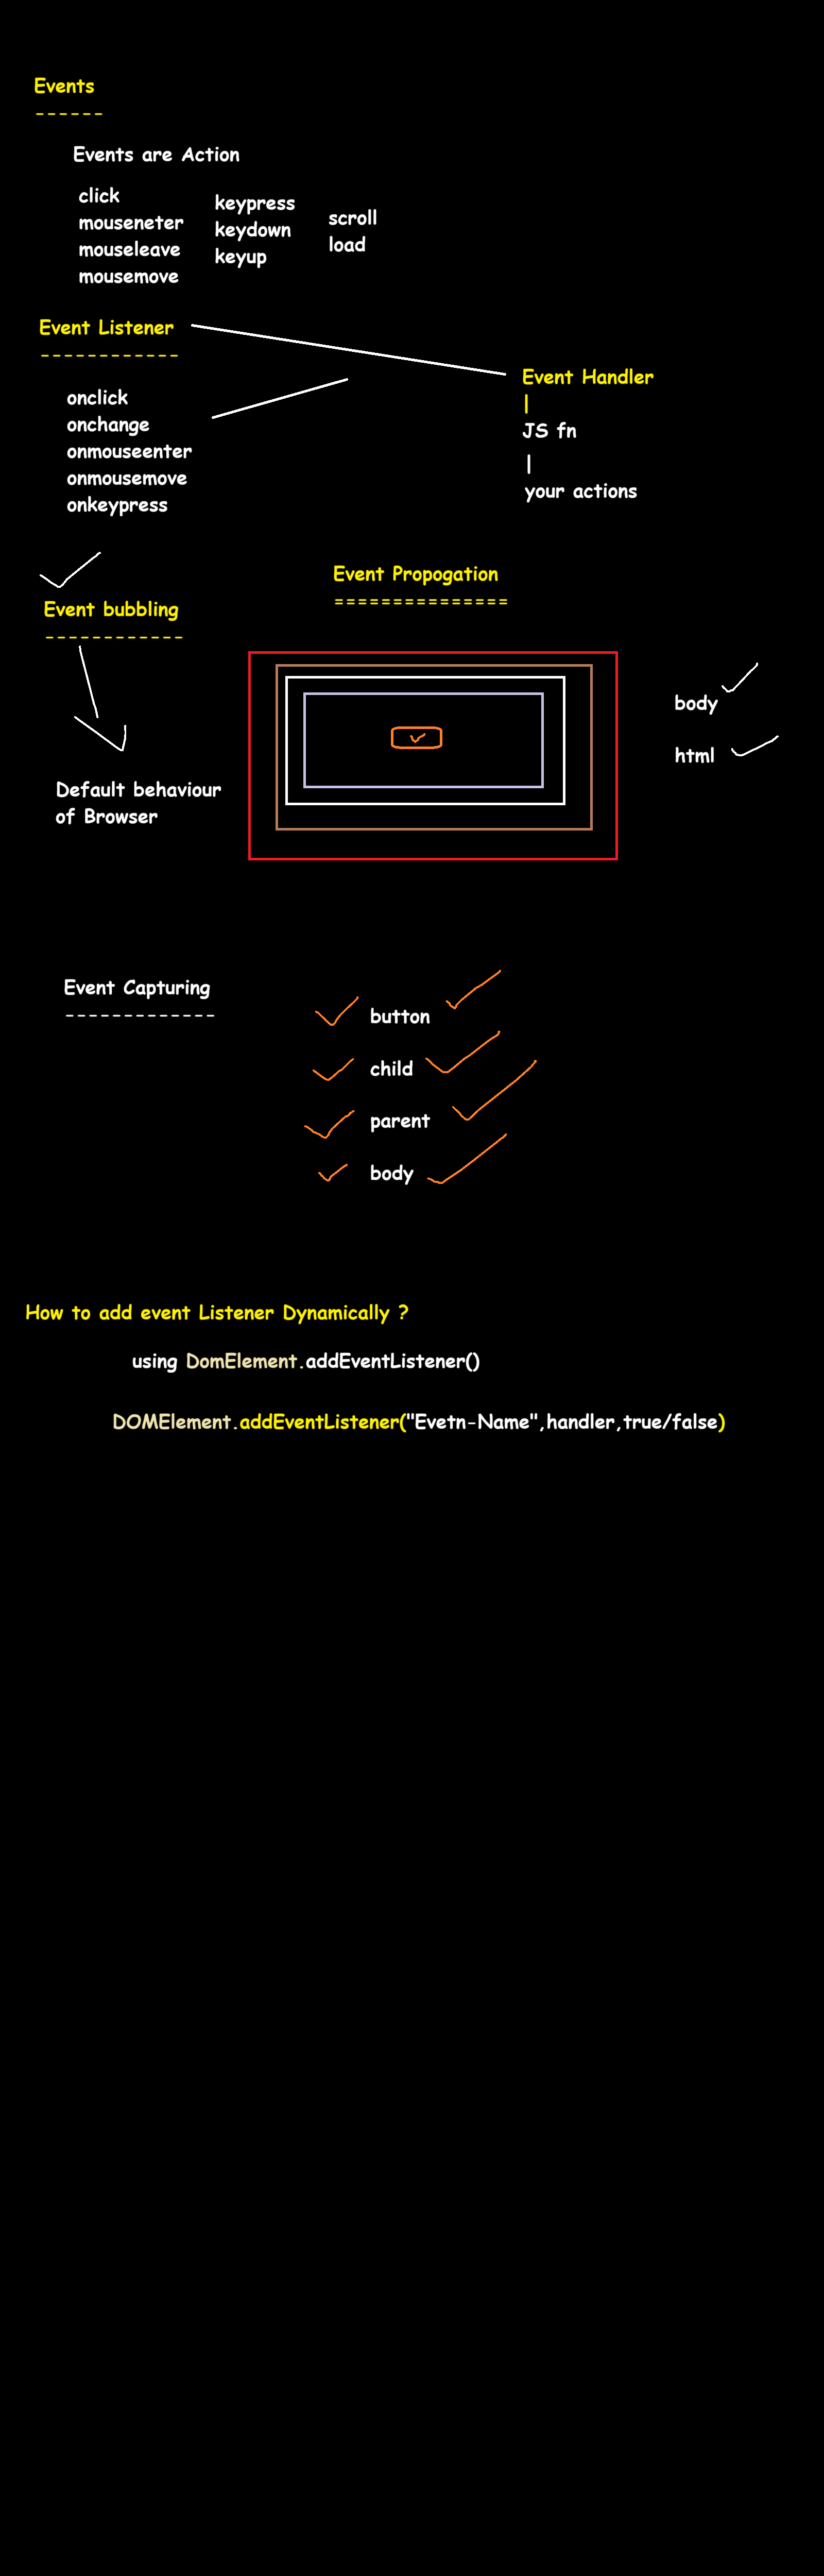 Events
------
Events are Action
click
mouseneter
mouseleave
mousemove
keypress
keydown
keyup
scroll
load
Event Listener
------------
onclick
onchange
onmouseenter
onmousemove
onkeypress
Event Handler
|
JS fn
|
your actions
Event bubbling
------------
Default behaviour
of Browser
Event Propogation
===============
body
html
Event Capturing
-------------
button
child
parent
body
How to add event Listener Dynamically ?
using DomElement.addEventListener()
DOMElement.addEventListener("Evetn-Name",handler,true/false)